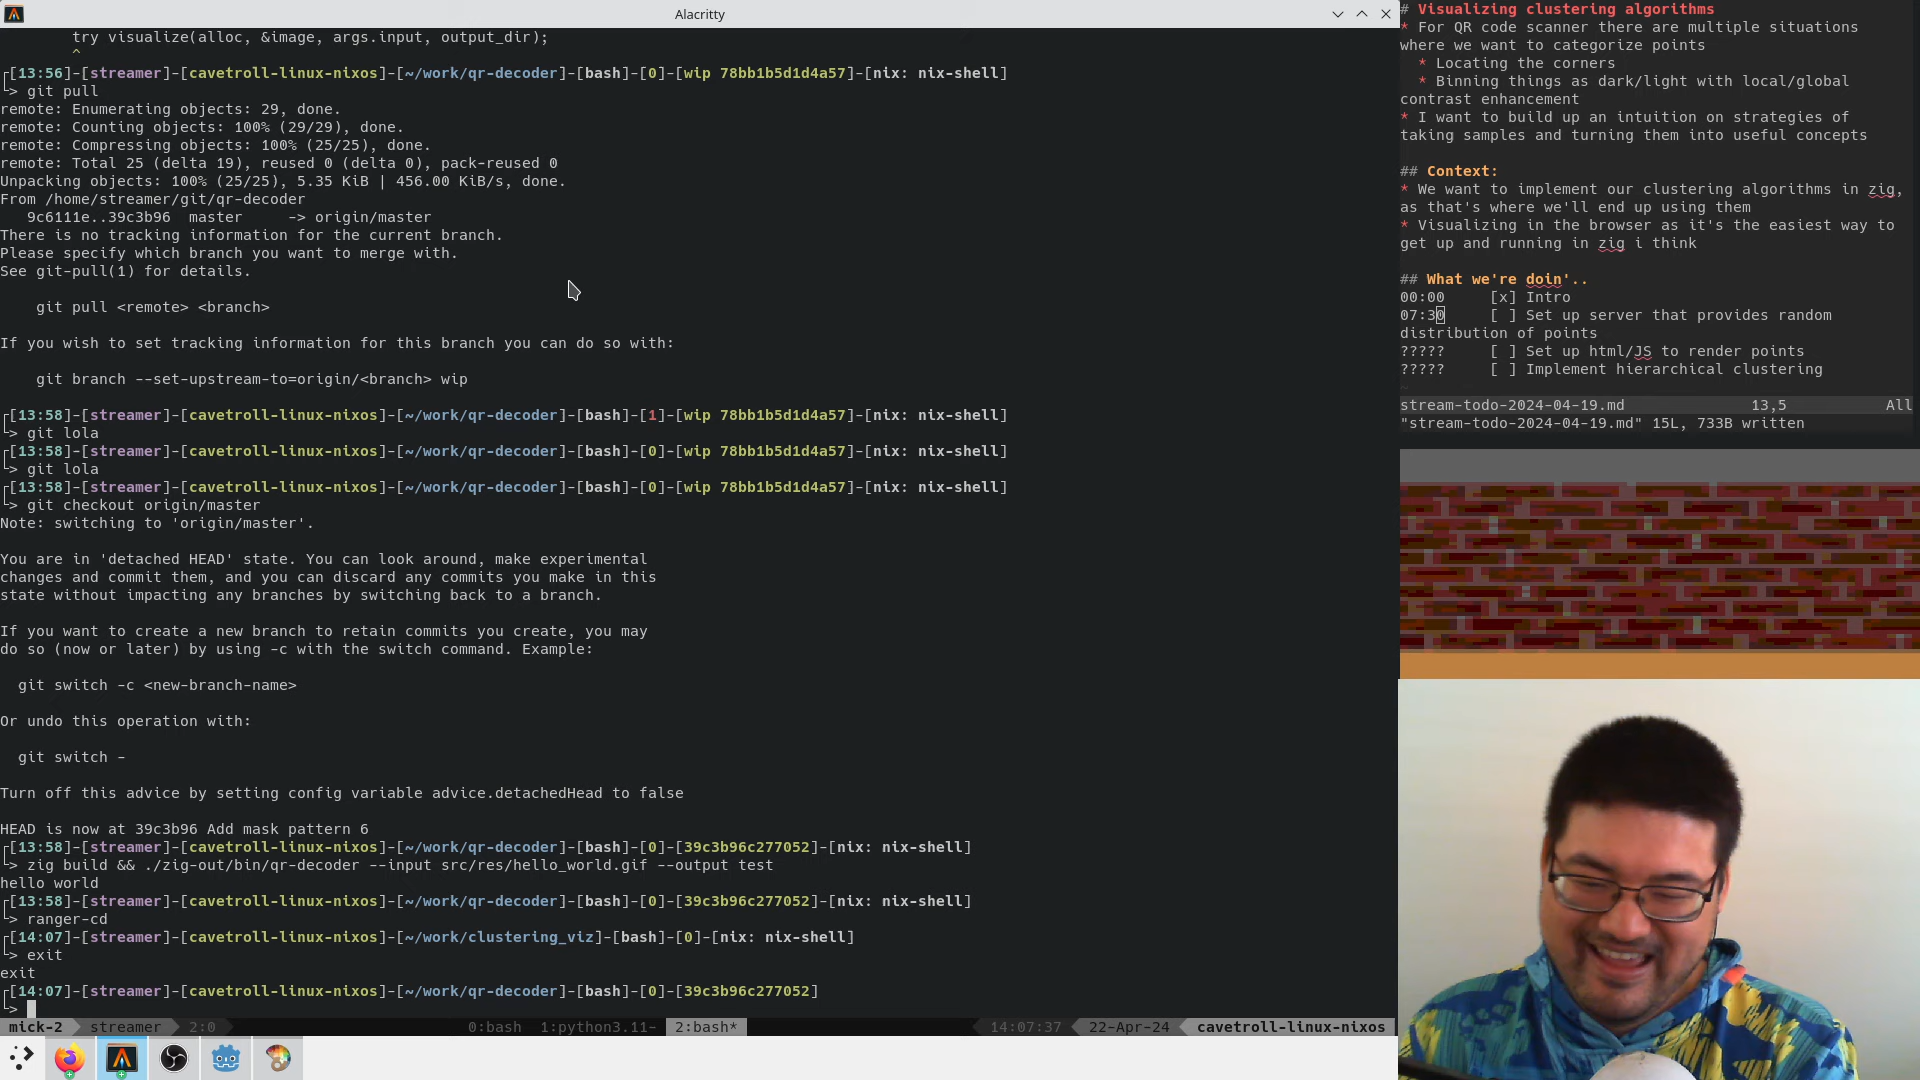 Alacritty
try visualize(alloc, &image, args.input, output_dir);
^
┌[13:56]-[streamer]-[cavetroll-linux-nixos]-[~/work/qr-decoder]-[bash]-[0]-[wip 78bb1b5d1d4a57]-[nix: nix-shell]
└> git pull
remote: Enumerating objects: 29, done.
remote: Counting objects: 100% (29/29), done.
remote: Compressing objects: 100% (25/25), done.
remote: Total 25 (delta 19), reused 0 (delta 0), pack-reused 0
Unpacking objects: 100% (25/25), 5.35 KiB | 456.00 KiB/s, done.
From /home/streamer/git/qr-decoder
9c6111e..39c3b96  master     -> origin/master
There is no tracking information for the current branch.
Please specify which branch you want to merge with.
See git-pull(1) for details.
git pull <remote> <branch>
If you wish to set tracking information for this branch you can do so with:
git branch --set-upstream-to=origin/<branch> wip
┌[13:58]-[streamer]-[cavetroll-linux-nixos]-[~/work/qr-decoder]-[bash]-[1]-[wip 78bb1b5d1d4a57]-[nix: nix-shell]
└> git lola
┌[13:58]-[streamer]-[cavetroll-linux-nixos]-[~/work/qr-decoder]-[bash]-[0]-[wip 78bb1b5d1d4a57]-[nix: nix-shell]
└> git lola
┌[13:58]-[streamer]-[cavetroll-linux-nixos]-[~/work/qr-decoder]-[bash]-[0]-[wip 78bb1b5d1d4a57]-[nix: nix-shell]
└> git checkout origin/master
Note: switching to 'origin/master'.
You are in 'detached HEAD' state. You can look around, make experimental
changes and commit them, and you can discard any commits you make in this
state without impacting any branches by switching back to a branch.
If you want to create a new branch to retain commits you create, you may
do so (now or later) by using -c with the switch command. Example:
git switch -c <new-branch-name>
Or undo this operation with:
git switch -
Turn off this advice by setting config variable advice.detachedHead to false
HEAD is now at 39c3b96 Add mask pattern 6
┌[13:58]-[streamer]-[cavetroll-linux-nixos]-[~/work/qr-decoder]-[bash]-[0]-[39c3b96c277052]-[nix: nix-shell]
└> zig build && ./zig-out/bin/qr-decoder --input src/res/hello_world.gif --output test
hello world
┌[13:58]-[streamer]-[cavetroll-linux-nixos]-[~/work/qr-decoder]-[bash]-[0]-[39c3b96c277052]-[nix: nix-shell]
└> ranger-cd
┌[14:07]-[streamer]-[cavetroll-linux-nixos]-[~/work/clustering_viz]-[bash]-[0]-[nix: nix-shell]
└> exit
exit
┌[14:07]-[streamer]-[cavetroll-linux-nixos]-[~/work/qr-decoder]-[bash]-[0]-[39c3b96c277052]
└>
mick-2 streamer 2:0 0:bash 1:python3.11- 2:bash* 14:07:37 22-Apr-24 cavetroll-linux-nixos
# Visualizing clustering algorithms
* For QR code scanner there are multiple situations
where we want to categorize points
* Locating the corners
* Binning things as dark/light with local/global
contrast enhancement
* I want to build up an intuition on strategies of
taking samples and turning them into useful concepts
## Context:
* We want to implement our clustering algorithms in zig,
as that's where we'll end up using them
* Visualizing in the browser as it's the easiest way to
get up and running in zig i think
## What we're doin'..
00:00     [x] Intro
07:30     [ ] Set up server that provides random
distribution of points
?????     [ ] Set up html/JS to render points
?????     [ ] Implement hierarchical clustering
~
stream-todo-2024-04-19.md 13,5 All
"stream-todo-2024-04-19.md" 15L, 733B written